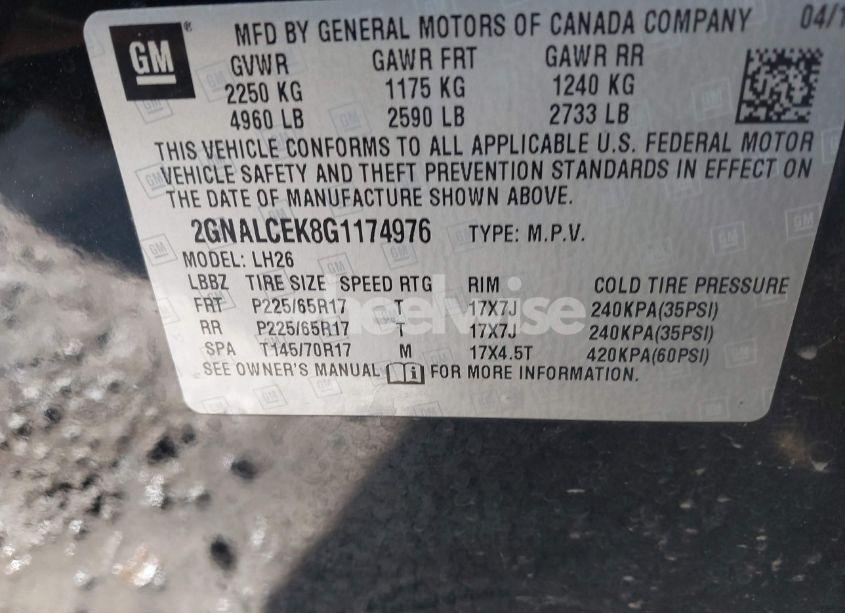 GM® MFD BY GENERAL MOTORS OF CANADA COMPANY 04/1
GVWR GAWR FRT GAWR RR
2250 KG 1175 KG 1240 KG
4960 LB 2590 LB 2733 LB
THIS VEHICLE CONFORMS TO ALL APPLICABLE U.S. FEDERAL MOTOR
VEHICLE SAFETY AND THEFT PREVENTION STANDARDS IN EFFECT ON
THE DATE OF MANUFACTURE SHOWN ABOVE.
2GNALCEK8G1174976 TYPE: M.P.V.
MODEL: LH26
LBBZ TIRE SIZE SPEED RTG RIM COLD TIRE PRESSURE
FRT P225/65R17 T 17X7J 240KPA(35PSI)
RR P225/65R17 T 17X7J 240KPA(35PSI)
SPA T145/70R17 M 17X4.5T 420KPA(60PSI)
SEE OWNER'S MANUAL FOR MORE INFORMATION.